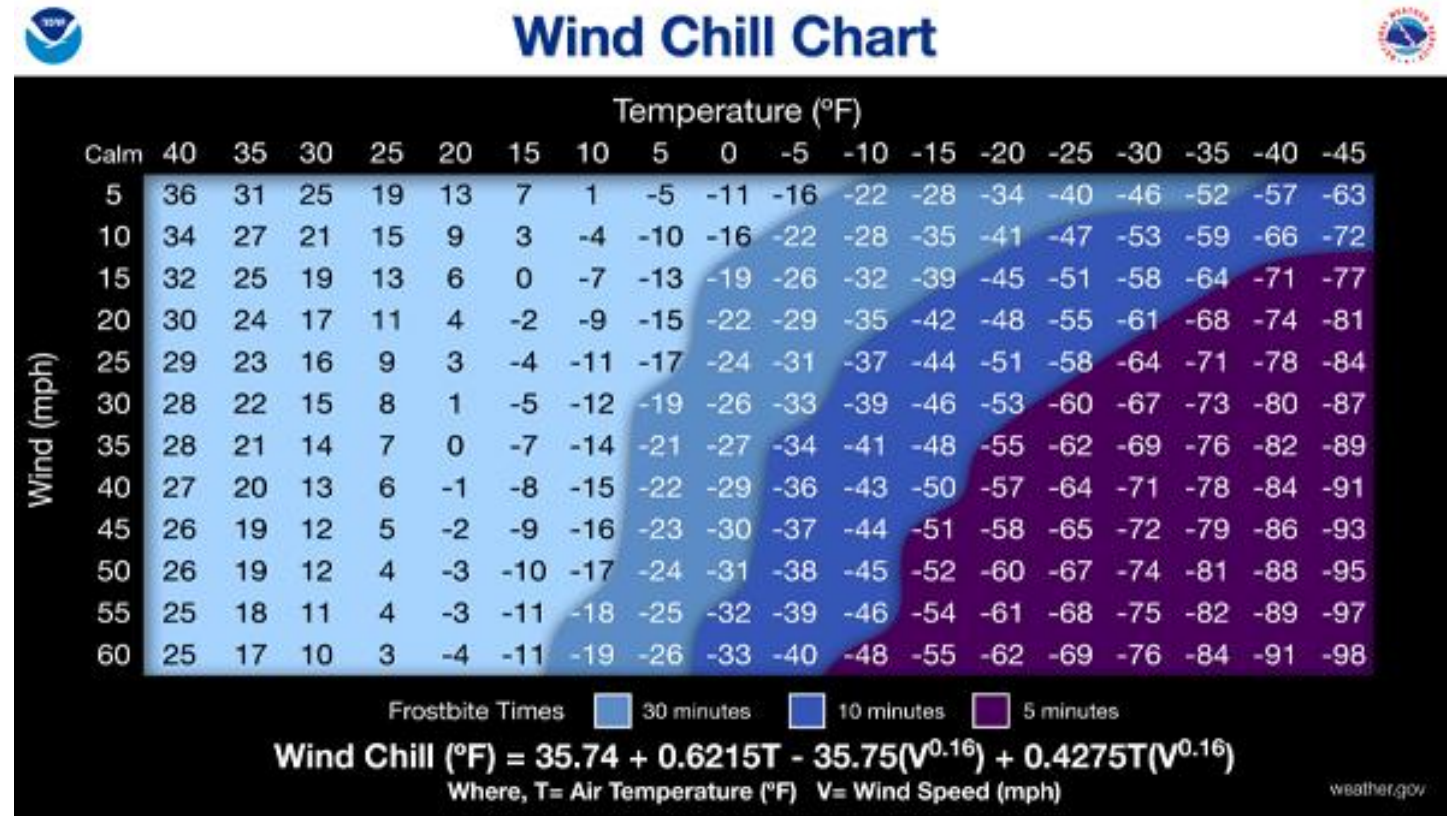 Wind Chill Chart
Temperature (ºF)
Calm 40 35 30 25 20 15 10 5 0 -5 -10 -15 -20 -25 -30 -35 -40 -45
5 36 31 25 19 13 7 1 -5 -11 -16 -22 -28 -34 -40 -46 -52 -57 -63
10 34 27 21 15 9 3 -4 -10 -16 -22 -28 -35 -41 -47 -53 -59 -66 -72
15 32 25 19 13 6 0 -7 -13 -19 -26 -32 -39 -45 -51 -58 -64 -71 -77
20 30 24 17 11 4 -2 -9 -15 -22 -29 -35 -42 -48 -55 -61 -68 -74 -81
25 29 23 16 9 3 -4 -11 -17 -24 -31 -37 -44 -51 -58 -64 -71 -78 -84
30 28 22 15 8 1 -5 -12 -19 -26 -33 -39 -46 -53 -60 -67 -73 -80 -87
35 28 21 14 7 0 -7 -14 -21 -27 -34 -41 -48 -55 -62 -69 -76 -82 -89
40 27 20 13 6 -1 -8 -15 -22 -29 -36 -43 -50 -57 -64 -71 -78 -84 -91
45 26 19 12 5 -2 -9 -16 -23 -30 -37 -44 -51 -58 -65 -72 -79 -86 -93
50 26 19 12 4 -3 -10 -17 -24 -31 -38 -45 -52 -60 -67 -74 -81 -88 -95
55 25 18 11 4 -3 -11 -18 -25 -32 -39 -46 -54 -61 -68 -75 -82 -89 -97
60 25 17 10 3 -4 -11 -19 -26 -33 -40 -48 -55 -62 -69 -76 -84 -91 -98
Wind (mph)
Frostbite Times 30 minutes 10 minutes 5 minutes
Wind Chill (ºF) = 35.74 + 0.6215T - 35.75(V^0.16) + 0.4275T(V^0.16)
Where, T= Air Temperature (ºF) V= Wind Speed (mph)
weather.gov